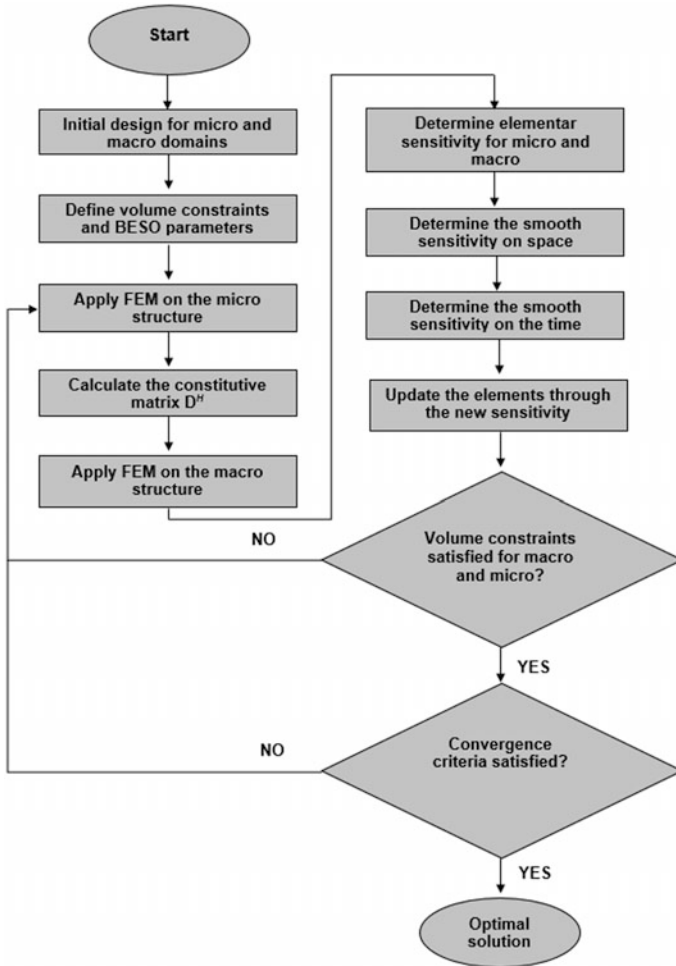 Start
Initial design for micro and
macro domains
Define volume constraints
and BESO parameters
Apply FEM on the micro
structure
Calculate the constitutive
matrix Dᴴ
Apply FEM on the macro
structure
Determine elementar
sensitivity for micro and
macro
Determine the smooth
sensitivity on space
Determine the smooth
sensitivity on the time
Update the elements through
the new sensitivity
Volume constraints
satisfied for macro
and micro?
NO
YES
Convergence
criteria satisfied?
NO
YES
Optimal
solution